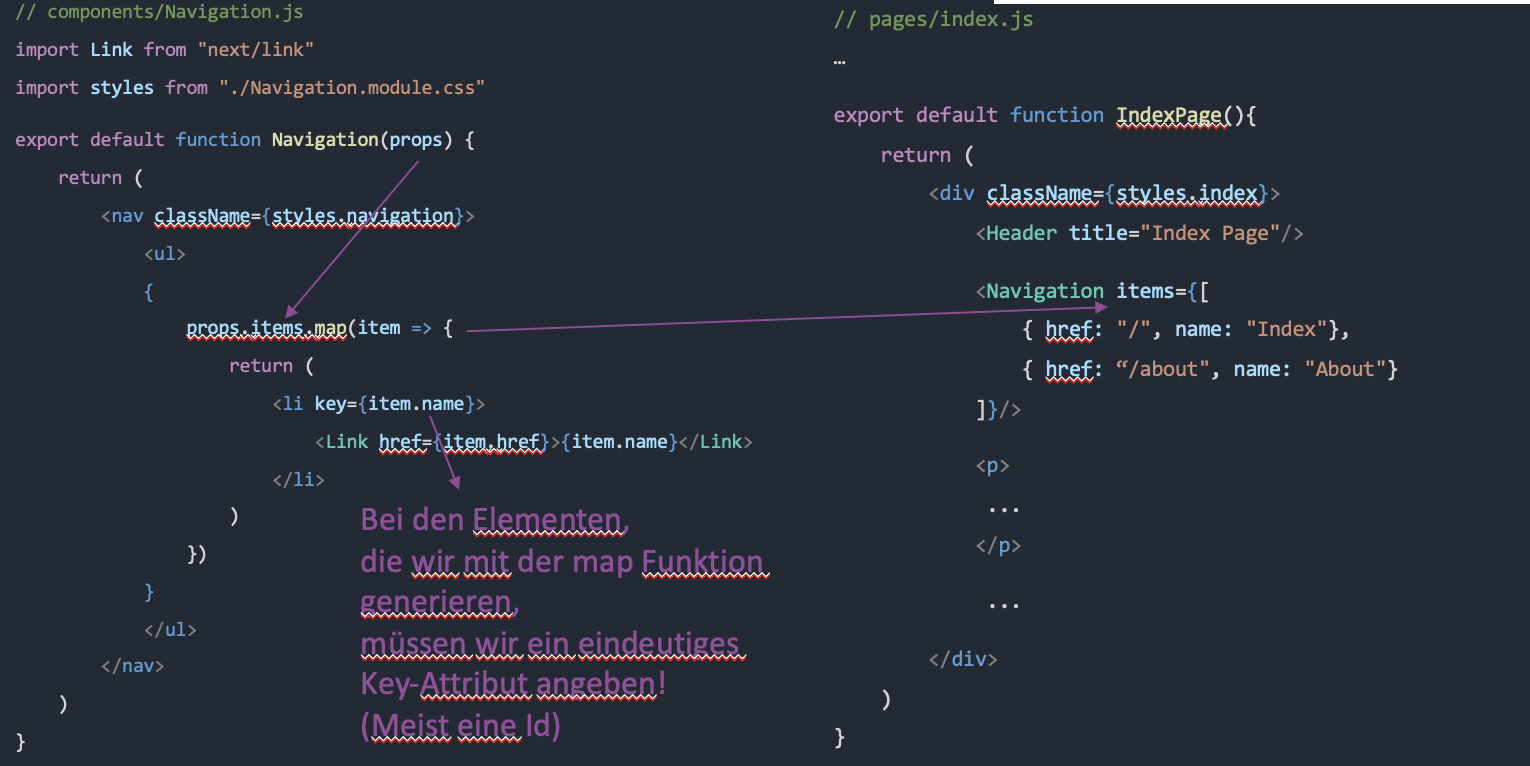 // components/Navigation.js
import Link from "next/link"
import styles from "./Navigation.module.css"
export default function Navigation(props) {
return (
<nav className={styles.navigation}>
<ul>
{
props.items.map(item => {
return (
<li key={item.name}>
<Link href={item.href}>{item.name}</Link>
</li>
)
})
}
</ul>
</nav>
)
}
Bei den Elementen,
die wir mit der map Funktion
generieren,
müssen wir ein eindeutiges
Key-Attribut angeben!
(Meist eine Id)
// pages/index.js
…
export default function IndexPage(){
return (
<div className={styles.index}>
<Header title="Index Page"/>
<Navigation items={[
{ href: "/", name: "Index"},
{ href: “/about", name: "About"}
]}/>
<p>
...
</p>
...
</div>
)
}